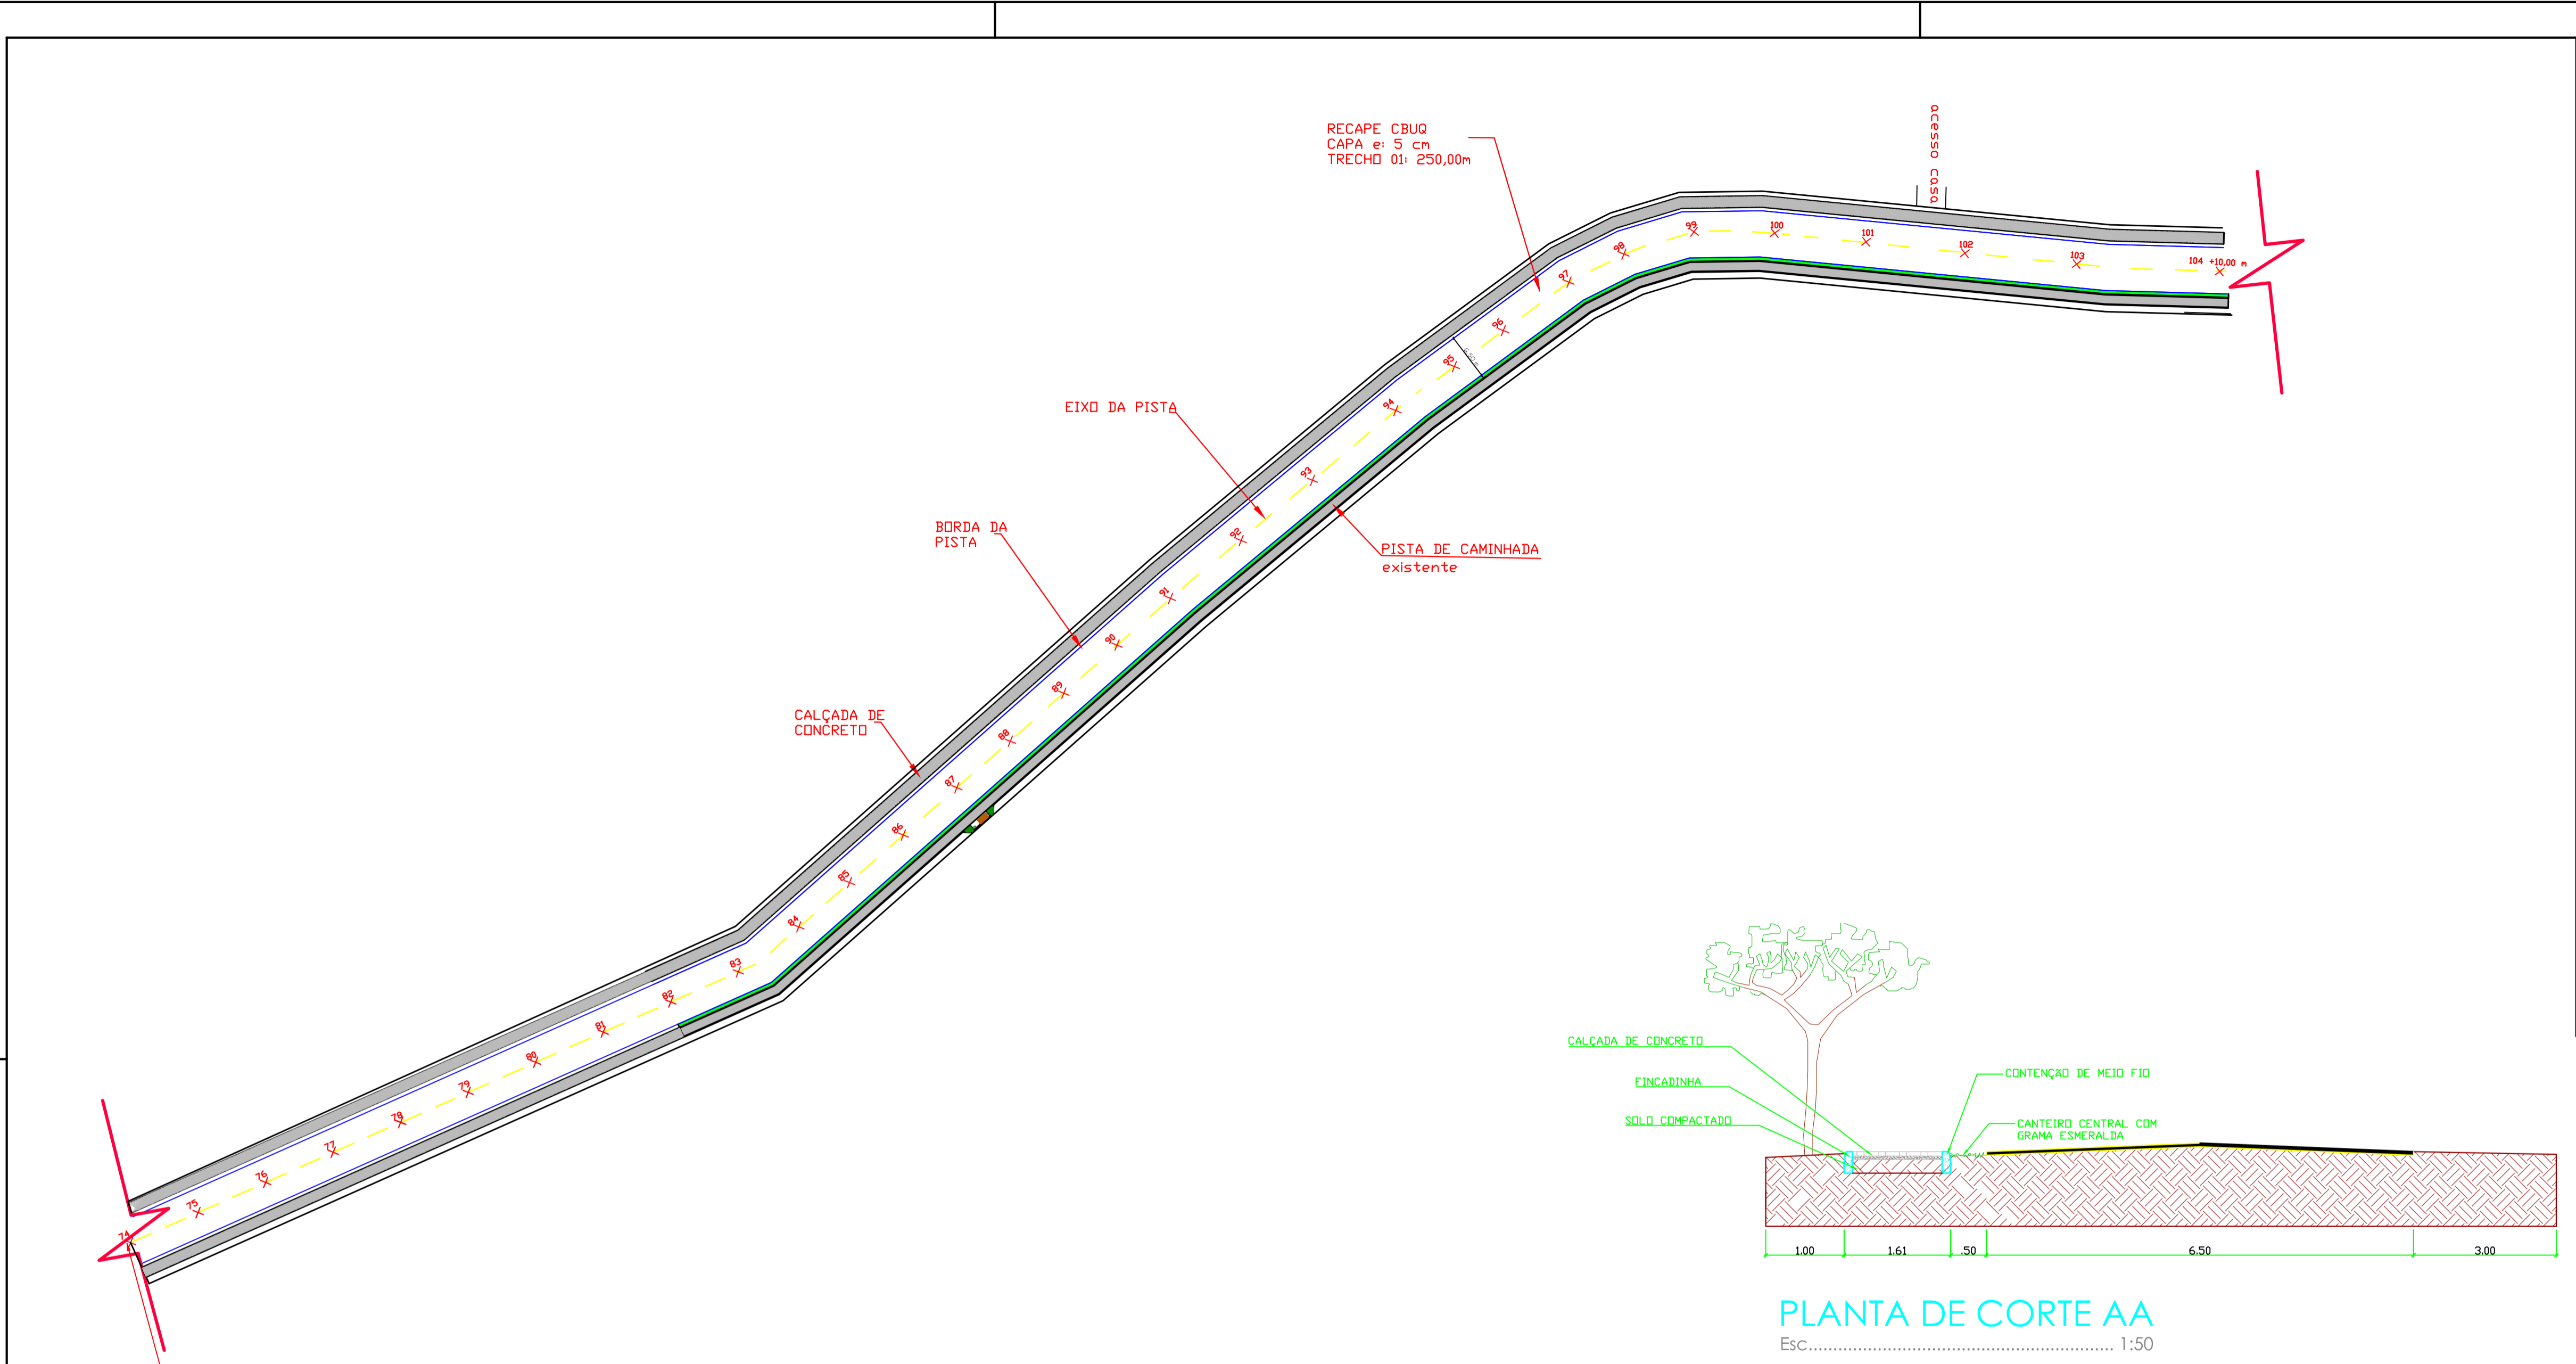 RECAPE CBUQ
CAPA e: 5 cm
TRECHO 01: 250,00m
acesso casa
EIXO DA PISTA
BORDA DA
PISTA
PISTA DE CAMINHADA
existente
CALÇADA DE
CONCRETO
74
75
76
77
78
79
80
81
82
83
84
85
86
87
88
89
90
91
92
93
94
95
96
97
98
99
100
101
102
103
104 +10,00 m
CALÇADA DE CONCRETO
FINCADINHA
SOLO COMPACTADO
CONTENÇÃO DE MEIO FIO
CANTEIRO CENTRAL COM
GRAMA ESMERALDA
1.00 1.61 .50 6.50 3.00
PLANTA DE CORTE AA
Esc............................................................... 1:50